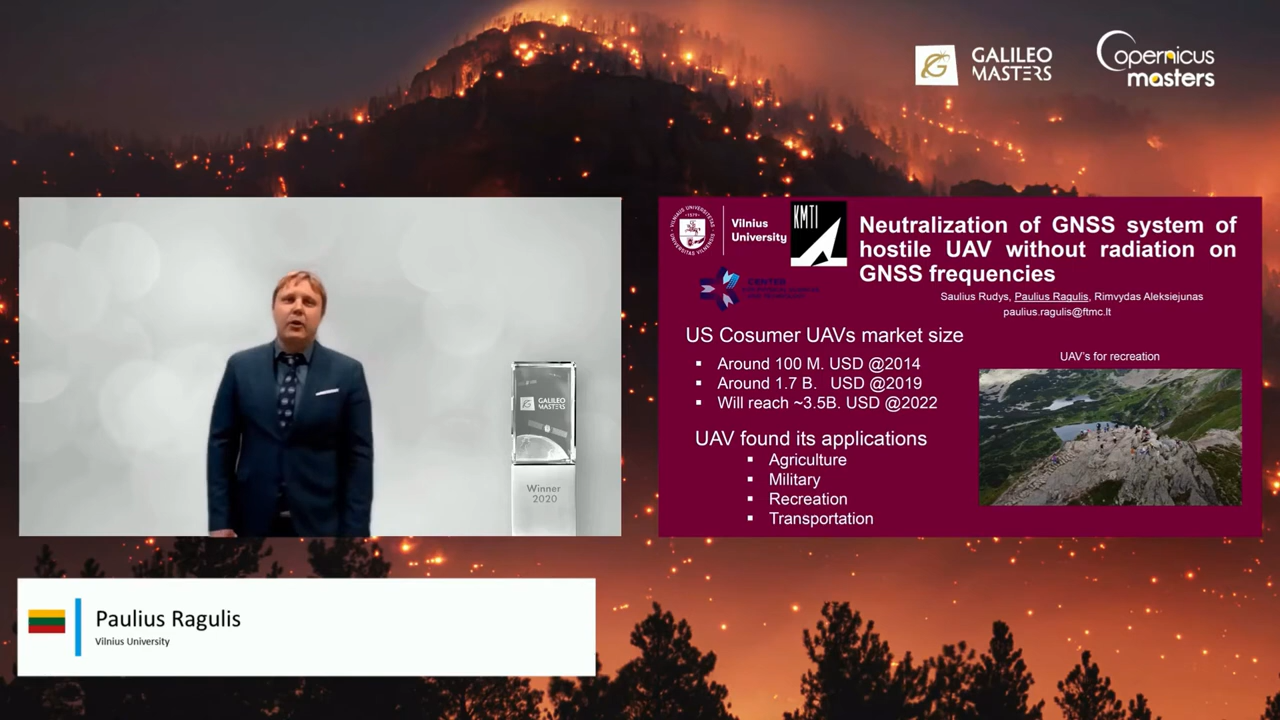 GALILEO
MASTERS
Copernicus
masters
GALILEO
MASTERS
Winner
2020
Paulius Ragulis
Vilnius University
Vilnius
University
KMTI
Neutralization of GNSS system of
hostile UAV without radiation on
GNSS frequencies
Saulius Rudys, Paulius Ragulis, Rimvydas Aleksiejunas
paulius.ragulis@ftmc.lt
CENTER
US Cosumer UAVs market size
▪ Around 100 M. USD @2014
▪ Around 1.7 B. USD @2019
▪ Will reach ~3.5B. USD @2022
UAV found its applications
▪ Agriculture
▪ Military
▪ Recreation
▪ Transportation
UAV's for recreation